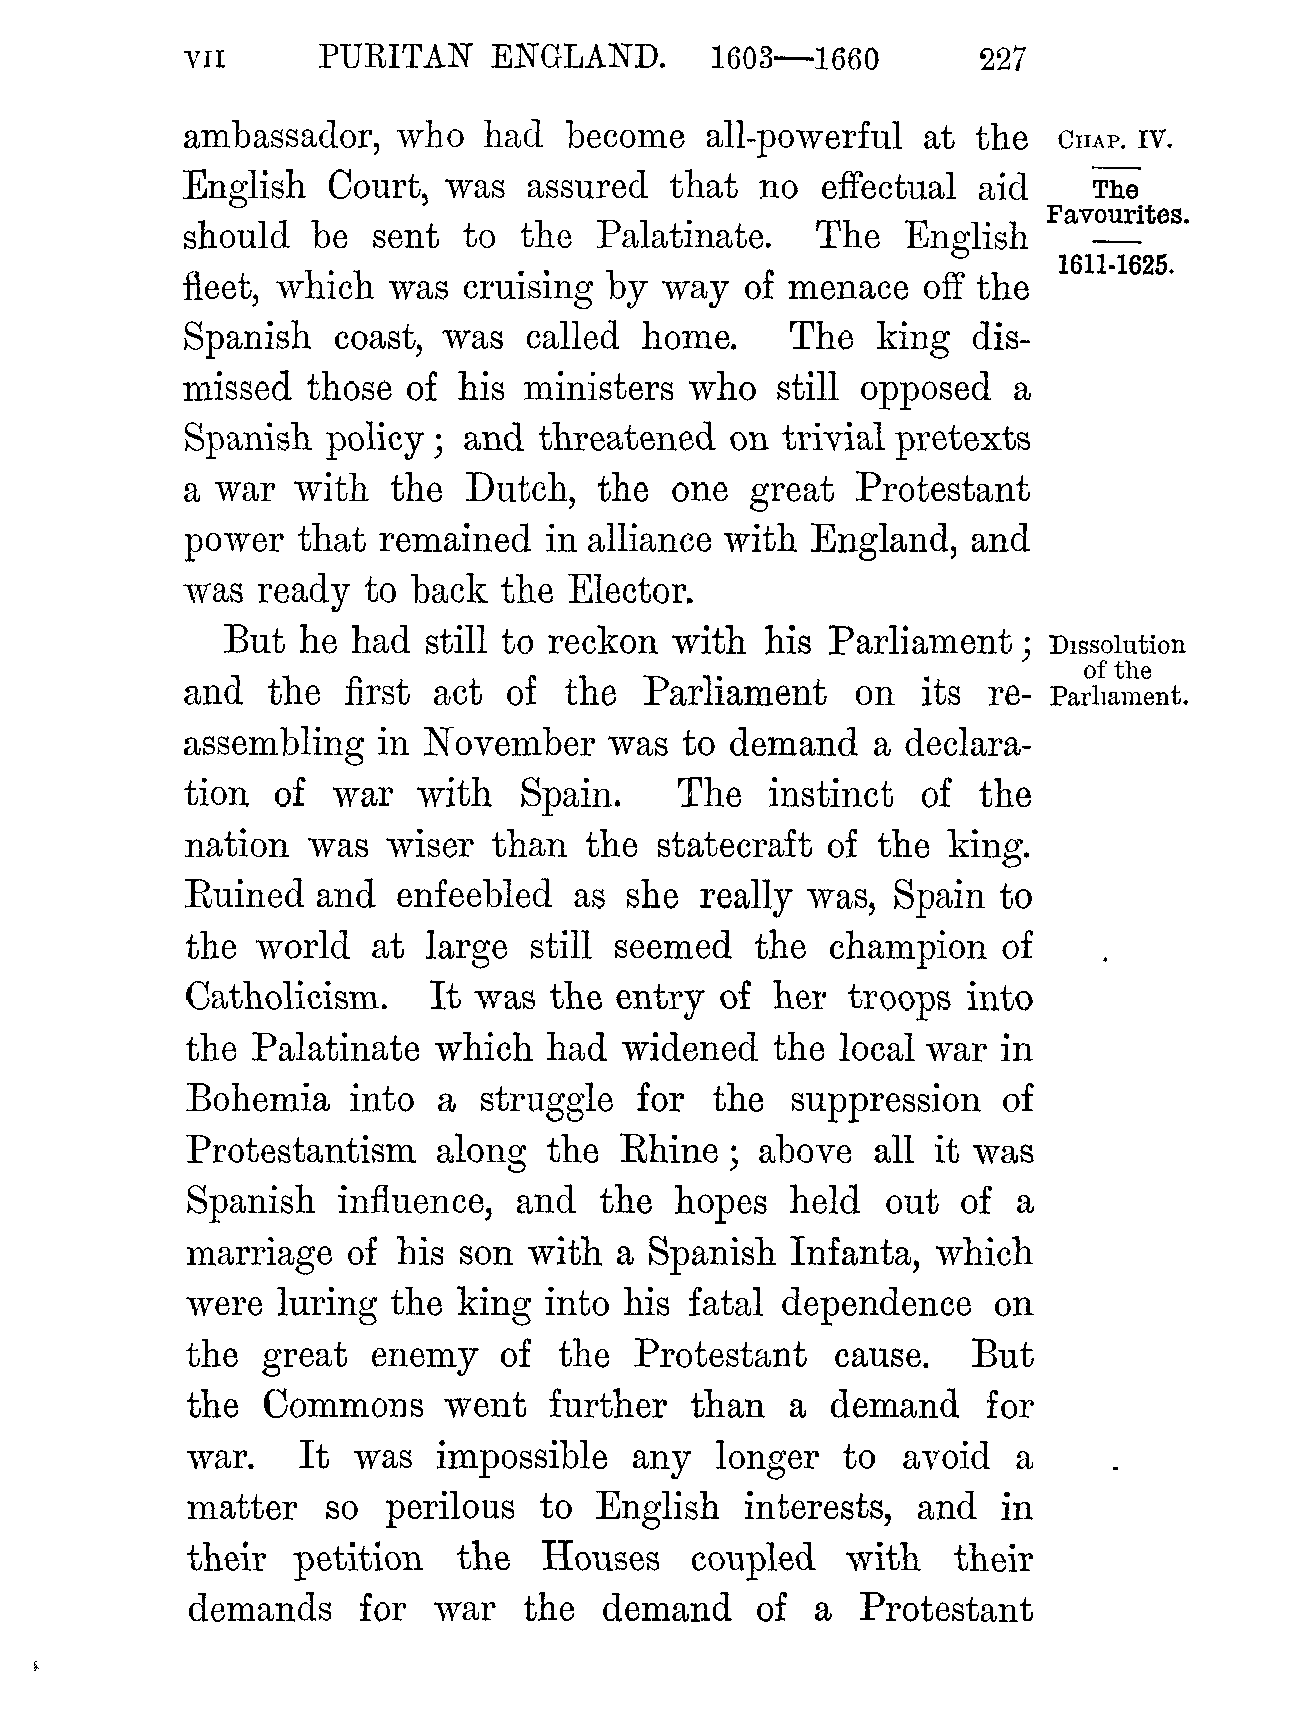 VII PURITAN ENGLAND. 1603—1660 227
ambassador, who had become all-powerful at the
English Court, was assured that no effectual aid
should be sent to the Palatinate. The English
fleet, which was cruising by way of menace off the
Spanish coast, was called home. The king dis-
missed those of his ministers who still opposed a
Spanish policy; and threatened on trivial pretexts
a war with the Dutch, the one great Protestant
power that remained in alliance with England, and
was ready to back the Elector.
CHAP. IV.
The
Favourites.
1611-1625.
But he had still to reckon with his Parliament;
and the first act of the Parliament on its re-
assembling in November was to demand a declara-
tion of war with Spain. The instinct of the
nation was wiser than the statecraft of the king.
Ruined and enfeebled as she really was, Spain to
the world at large still seemed the champion of
Catholicism. It was the entry of her troops into
the Palatinate which had widened the local war in
Bohemia into a struggle for the suppression of
Protestantism along the Rhine; above all it was
Spanish influence, and the hopes held out of a
marriage of his son with a Spanish Infanta, which
were luring the king into his fatal dependence on
the great enemy of the Protestant cause. But
the Commons went further than a demand for
war. It was impossible any longer to avoid a
matter so perilous to English interests, and in
their petition the Houses coupled with their
demands for war the demand of a Protestant
Dissolution
of the
Parliament.